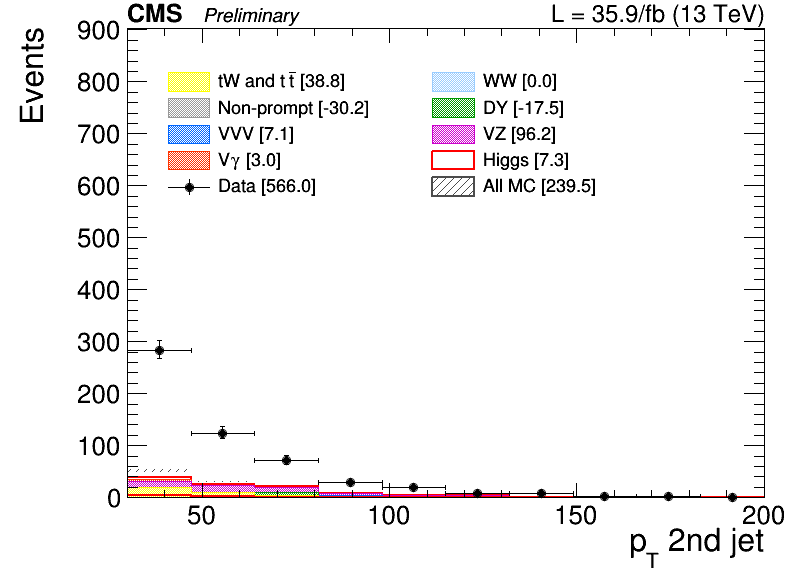 CMS Preliminary L = 35.9/fb (13 TeV)
Events
900
800
700
600
500
400
300
200
100
0
tW and t t̅ [38.8]
Non-prompt [-30.2]
VVV [7.1]
Vγ [3.0]
Data [566.0]
WW [0.0]
DY [-17.5]
VZ [96.2]
Higgs [7.3]
All MC [239.5]
50 100 150 200
p_T 2nd jet